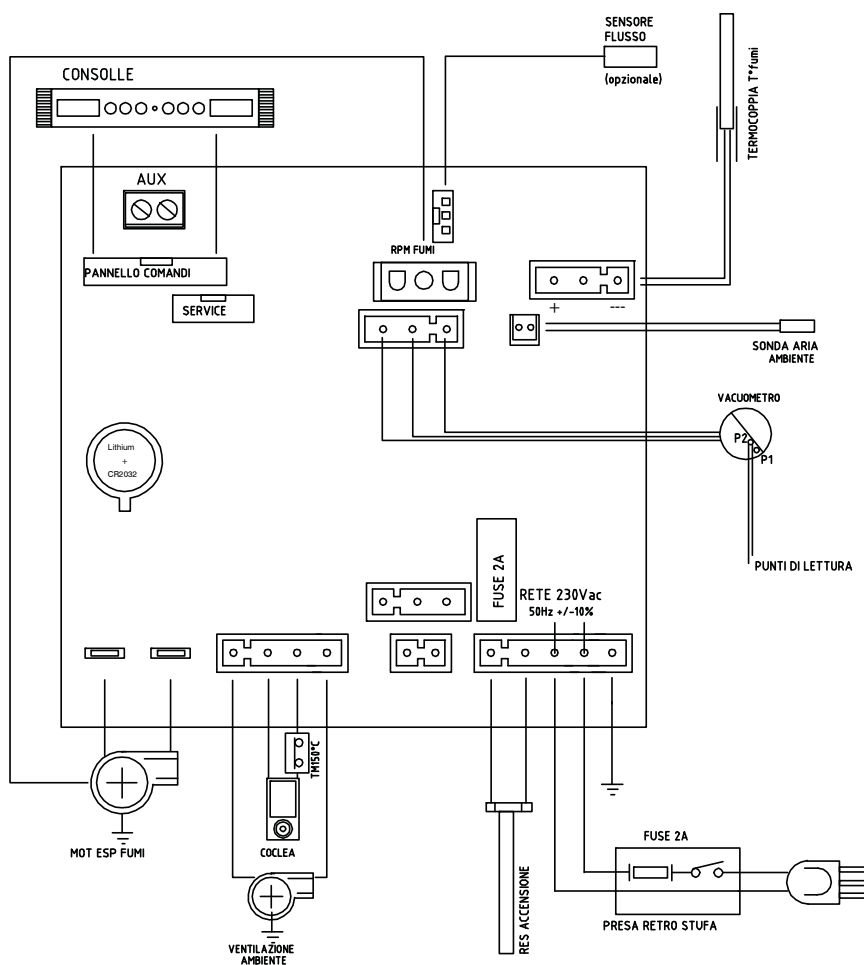 SENSORE
FLUSSO
(opzionale)
TERMOCOPPIA T°fumi
CONSOLLE
AUX
RPM FUMI
PANNELLO COMANDI
SERVICE
+ ---
SONDA ARIA
AMBIENTE
VACUOMETRO
P2
P1
Lithium
+
CR2032
PUNTI DI LETTURA
FUSE 2A
RETE 230Vac
50Hz +/-10%
TM150°C
MOT ESP FUMI
COCLEA
FUSE 2A
RES ACCENSIONE
PRESA RETRO STUFA
VENTILAZIONE
AMBIENTE